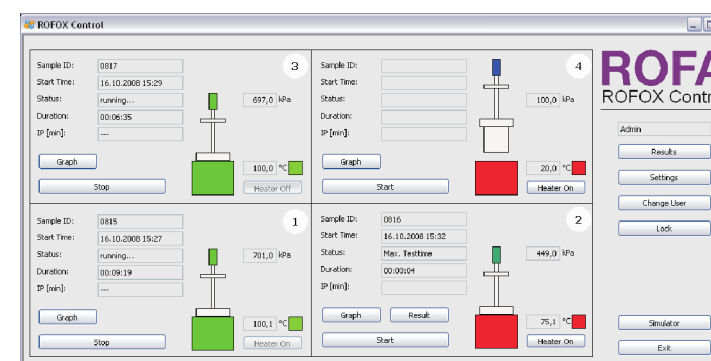 ROFOX Control
Sample ID: 0817 3
Start Time: 16.10.2008 15:29
Status: running... 697,0 kPa
Duration: 00:06:35
IP [min]: ---
Graph 100,0 °C
Stop Heater Off
Sample ID: 4
Start Time:
Status: 100,0 kPa
Duration:
IP [min]:
Graph 20,0 °C
Start Heater On
Sample ID: 0815 1
Start Time: 16.10.2008 15:27
Status: running... 701,0 kPa
Duration: 00:09:19
IP [min]: ---
Graph 100,1 °C
Stop Heater On
Sample ID: 0816 2
Start Time: 16.10.2008 15:32
Status: Max. Testtime 449,0 kPa
Duration: 00:03:04
IP [min]:
Graph Result 75,1 °C
Start Heater On
ROFA
ROFOX Contr
Admin
Results
Settings
Change User
Lock
Simulator
Exit